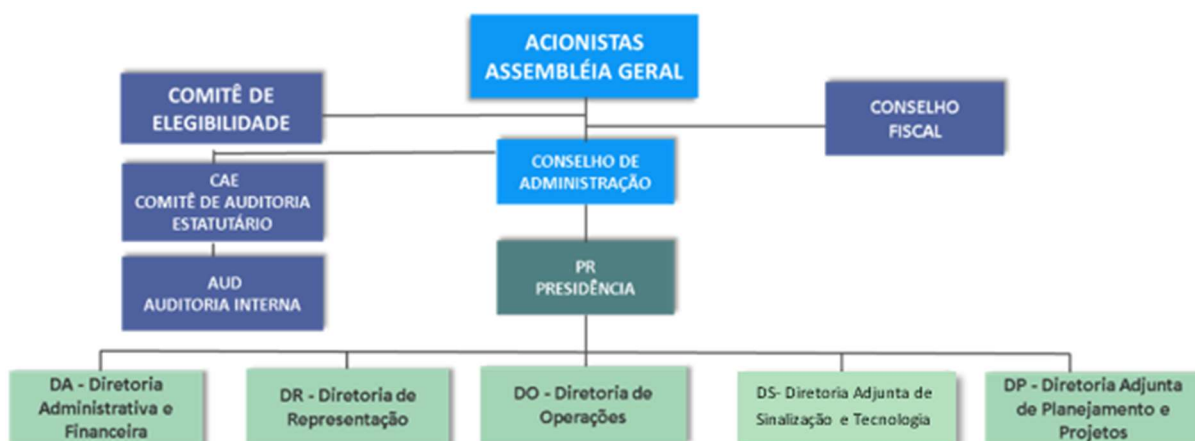 ACIONISTAS
ASSEMBLÉIA GERAL
COMITÊ DE
ELEGIBILIDADE
CONSELHO
FISCAL
CONSELHO DE
ADMINISTRAÇÃO
CAE
COMITÊ DE AUDITORIA
ESTATUTÁRIO
PR
PRESIDÊNCIA
AUD
AUDITORIA INTERNA
DA - Diretoria
Administrativa e
Financeira
DR - Diretoria de
Representação
DO - Diretoria de
Operações
DS- Diretoria Adjunta de
Sinalização e Tecnologia
DP - Diretoria Adjunta
de Planejamento e
Projetos